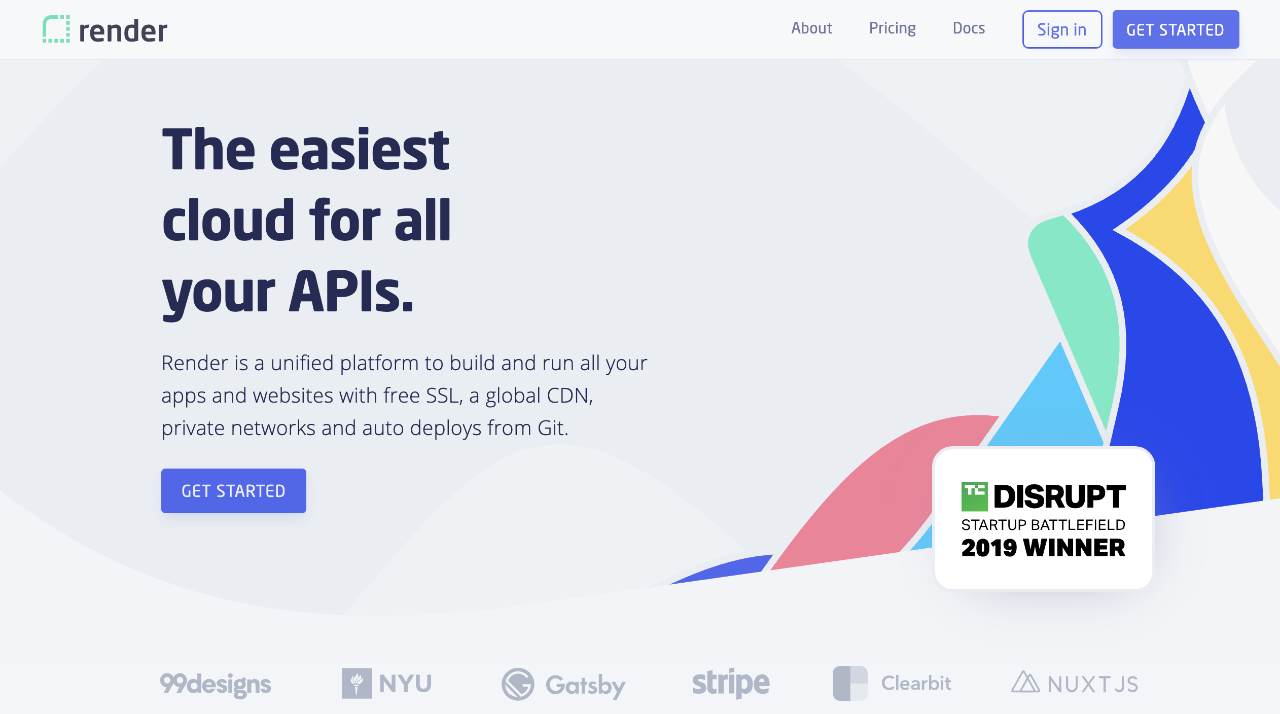 render
About
Pricing
Docs
Sign in
GET STARTED
The easiest
cloud for all
your APIs.
Render is a unified platform to build and run all your
apps and websites with free SSL, a global CDN,
private networks and auto deploys from Git.
GET STARTED
TC DISRUPT
STARTUP BATTLEFIELD
2019 WINNER
99designs
NYU
Gatsby
stripe
Clearbit
NUXTJS